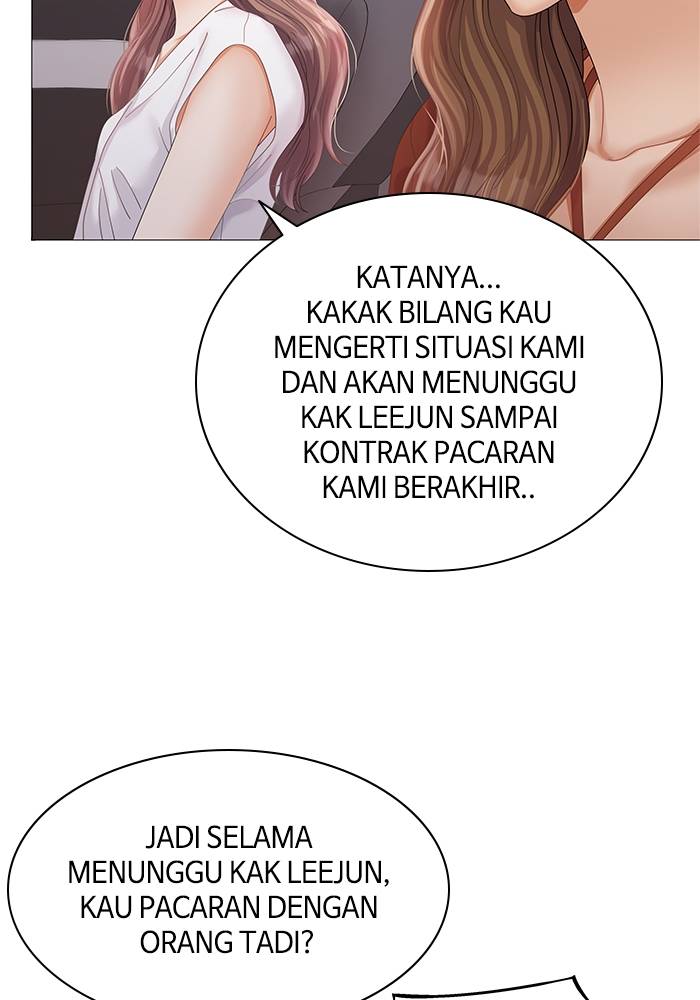 KATANYA...
KAKAK BILANG KAU
MENGERTI SITUASI KAMI
DAN AKAN MENUNGGU
KAK LEEJUN SAMPAI
KONTRAK PACARAN
KAMI BERAKHIR..
JADI SELAMA
MENUNGGU KAK LEEJUN,
KAU PACARAN DENGAN
ORANG TADI?